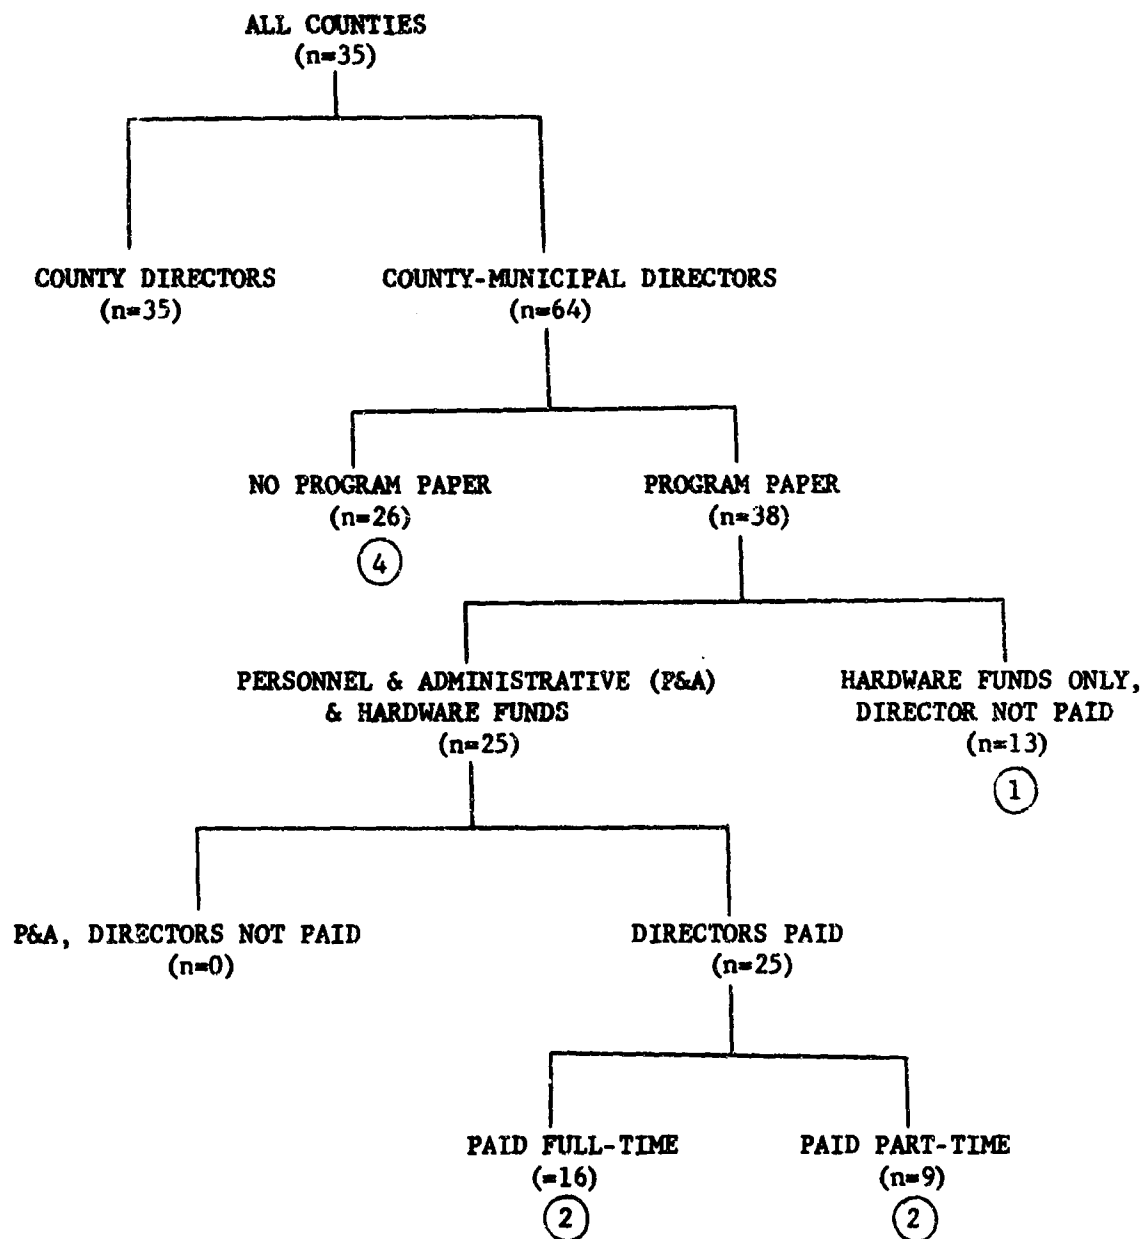 ALL COUNTIES
(n=35)
COUNTY DIRECTORS
(n=35)
COUNTY-MUNICIPAL DIRECTORS
(n=64)
NO PROGRAM PAPER
(n=26)
4
PROGRAM PAPER
(n=38)
PERSONNEL & ADMINISTRATIVE (P&A)
& HARDWARE FUNDS
(n=25)
HARDWARE FUNDS ONLY,
DIRECTOR NOT PAID
(n=13)
1
P&A, DIRECTORS NOT PAID
(n=0)
DIRECTORS PAID
(n=25)
PAID FULL-TIME
(=16)
2
PAID PART-TIME
(n=9)
2